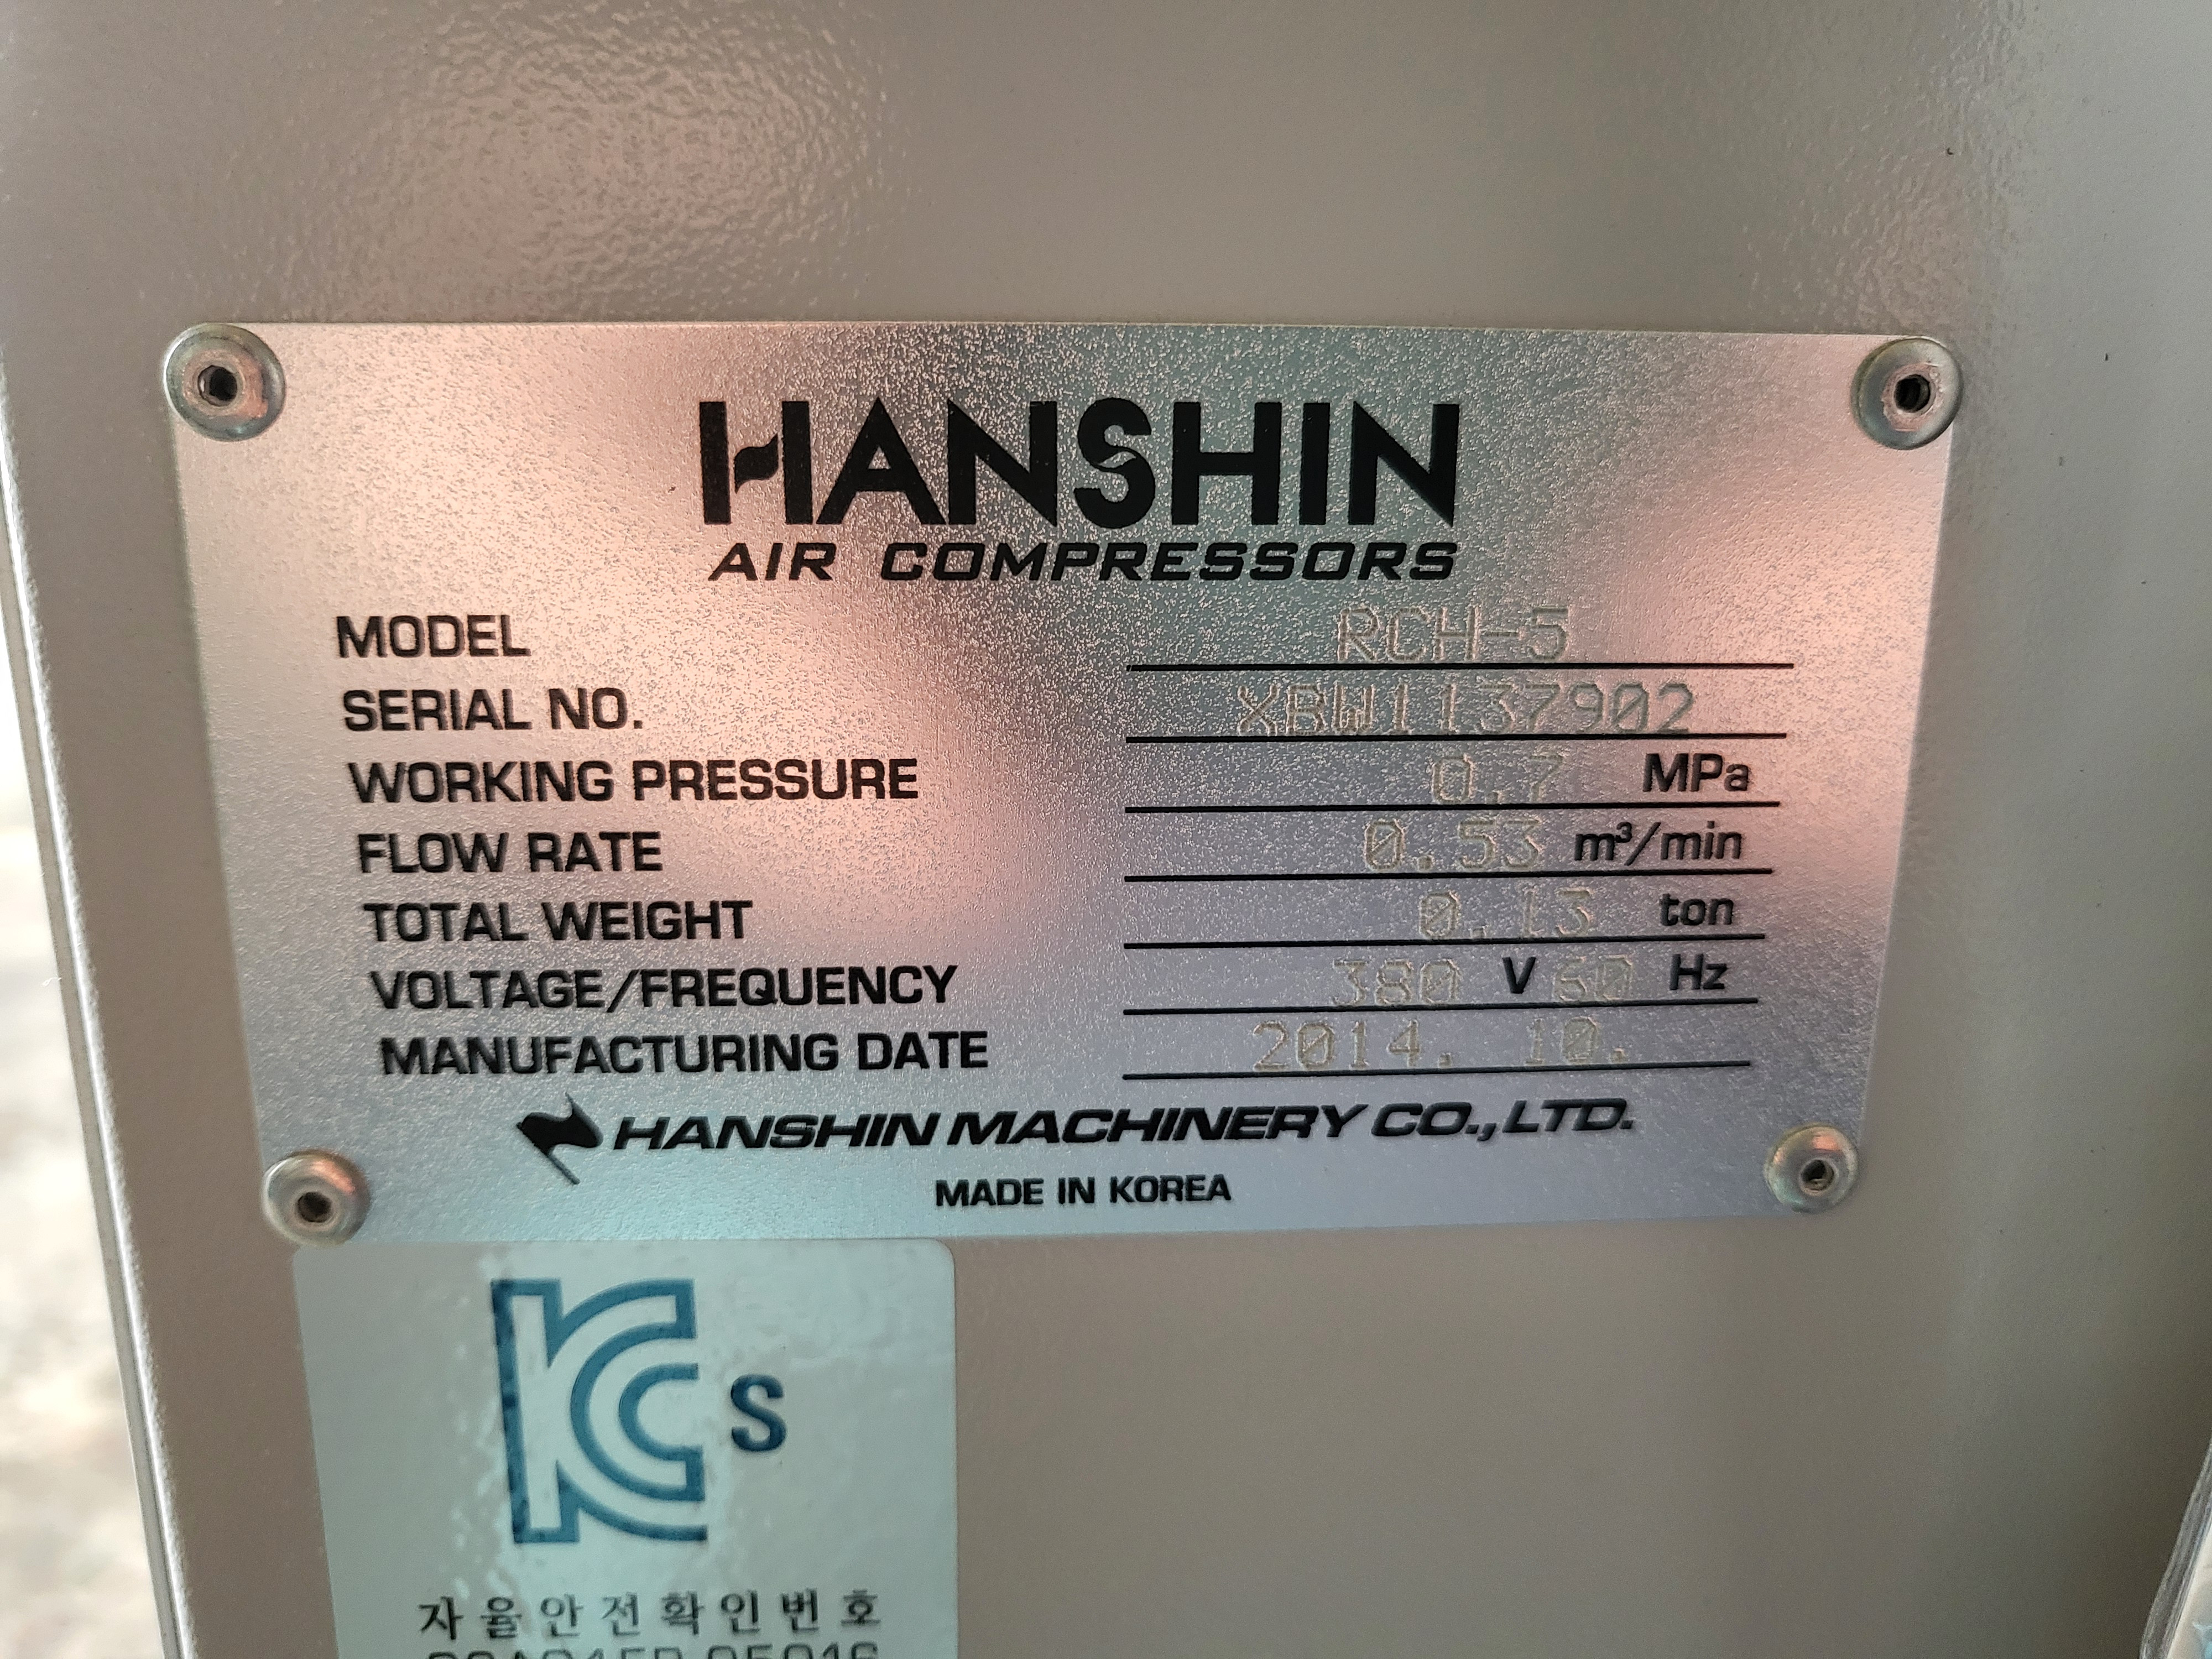 HANSHIN
AIR COMPRESSORS
MODEL RCH-5
SERIAL NO. XBW1137902
WORKING PRESSURE 0.7 MPa
FLOW RATE 0.53 m³/min
TOTAL WEIGHT 0.13 ton
VOLTAGE/FREQUENCY 380 V 60 Hz
MANUFACTURING DATE 2014. 10.
HANSHIN MACHINERY CO., LTD.
MADE IN KOREA
KC s
자율안전확인번호